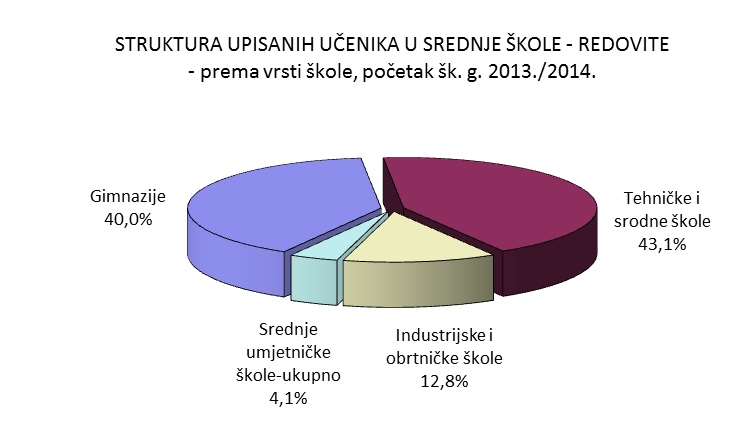 STRUKTURA UPISANIH UČENIKA U SREDNJE ŠKOLE - REDOVITE
- prema vrsti škole, početak šk. g. 2013./2014.
Gimnazije
40,0%
Tehničke i
srodne škole
43,1%
Srednje
umjetničke
škole-ukupno
4,1%
Industrijske i
obrtničke škole
12,8%